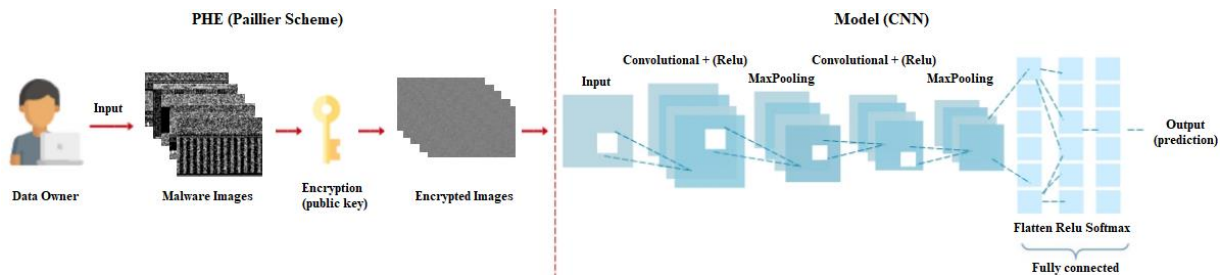 PHE (Paillier Scheme)
Input
Data Owner
Malware Images
Encryption
(public key)
Encrypted Images
Model (CNN)
Input
Convolutional + (Relu)
MaxPooling
Convolutional + (Relu)
MaxPooling
Flatten Relu Softmax
Fully connected
Output
(prediction)